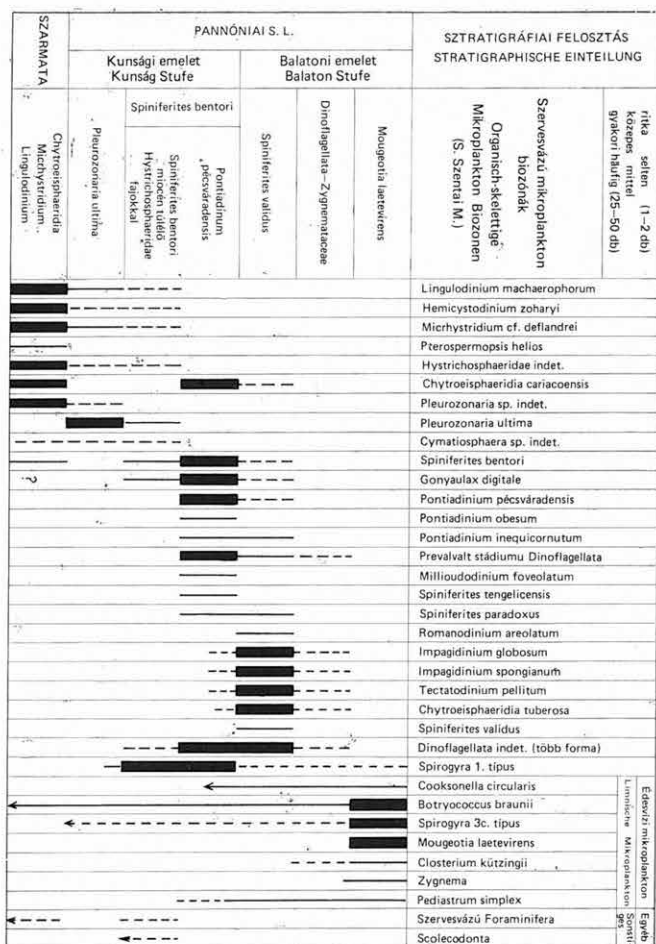 SZARMATA
PANNÓNIAI S. L.
SZTRATIGRÁFIAI FELOSZTÁS
STRATIGRAPHISCHE EINTEILUNG
Kunsági emelet
Kunság Stufe
Balatoni emelet
Balaton Stufe
Chytroeisphaeridia
Micrhystridium
Lingulodinium
Pleurozonaria ultima
Spiniferites bentori
Spiniferites bentori
miocén túlélő
Hystrichosphaeridae
fajokkal
Pontiadinum
pécsváradensis
Spiniferites validus
Dinoflagellata–Zygnemataceae
Mougeotia laetevirens
Szervesvázú mikroplankton
biozónák
Organisch-skelettige
Mikroplankton Biozonen
(S. Szentai M.)
ritka selten (1–2 db)
közepes mittel
gyakori häufig (25–50 db)
Lingulodinium machaerophorum
Hemicystodinium zoharyi
Micrhystridium cf. deflandrei
Pterospermopsis helios
Hystrichosphaeridae indet.
Chytroeisphaeridia cariacoensis
Pleurozonaria sp. indet.
Pleurozonaria ultima
Cymatiosphaera sp. indet.
Spiniferites bentori
?
Gonyaulax digitale
Pontiadinium pécsváradensis
Pontiadinium obesum
Pontiadinium inequicornutum
Prevalvalt stádiumu Dinoflagellata
Millioudodinium foveolatum
Spiniferites tengelicensis
Spiniferites paradoxus
Romanodinium areolatum
Impagidinium globosum
Impagidinium spongianum
Tectatodinium pellitum
Chytroeisphaeridia tuberosa
Spiniferites validus
Dinoflagellata indet. (több forma)
Spirogyra 1. típus
Cooksonella circularis
Botryococcus braunii
Spirogyra 3c. típus
Mougeotia laetevirens
Closterium kützingii
Zygnema
Pediastrum simplex
Szervesvázú Foraminifera
Scolecodonta
Limnische Mikroplankton
Édesvízi mikroplankton
Sonsti
ges
Egyéb